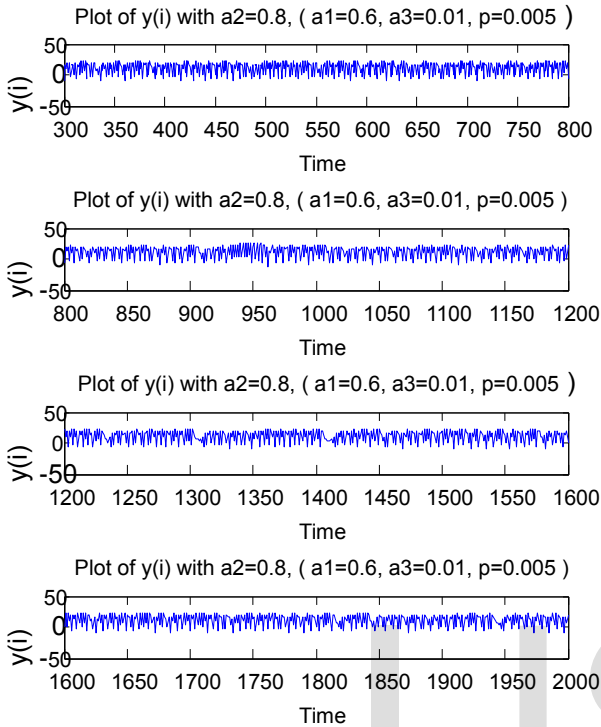 Plot of y(i) with a2=0.8, ( a1=0.6, a3=0.01, p=0.005 )
50
0
-50
y(i)
300 350 400 450 500 550 600 650 700 750 800
Time
Plot of y(i) with a2=0.8, ( a1=0.6, a3=0.01, p=0.005 )
50
0
-50
y(i)
800 850 900 950 1000 1050 1100 1150 1200
Time
Plot of y(i) with a2=0.8, ( a1=0.6, a3=0.01, p=0.005 )
50
0
-50
y(i)
1200 1250 1300 1350 1400 1450 1500 1550 1600
Time
Plot of y(i) with a2=0.8, ( a1=0.6, a3=0.01, p=0.005 )
50
0
-50
y(i)
1600 1650 1700 1750 1800 1850 1900 1950 2000
Time